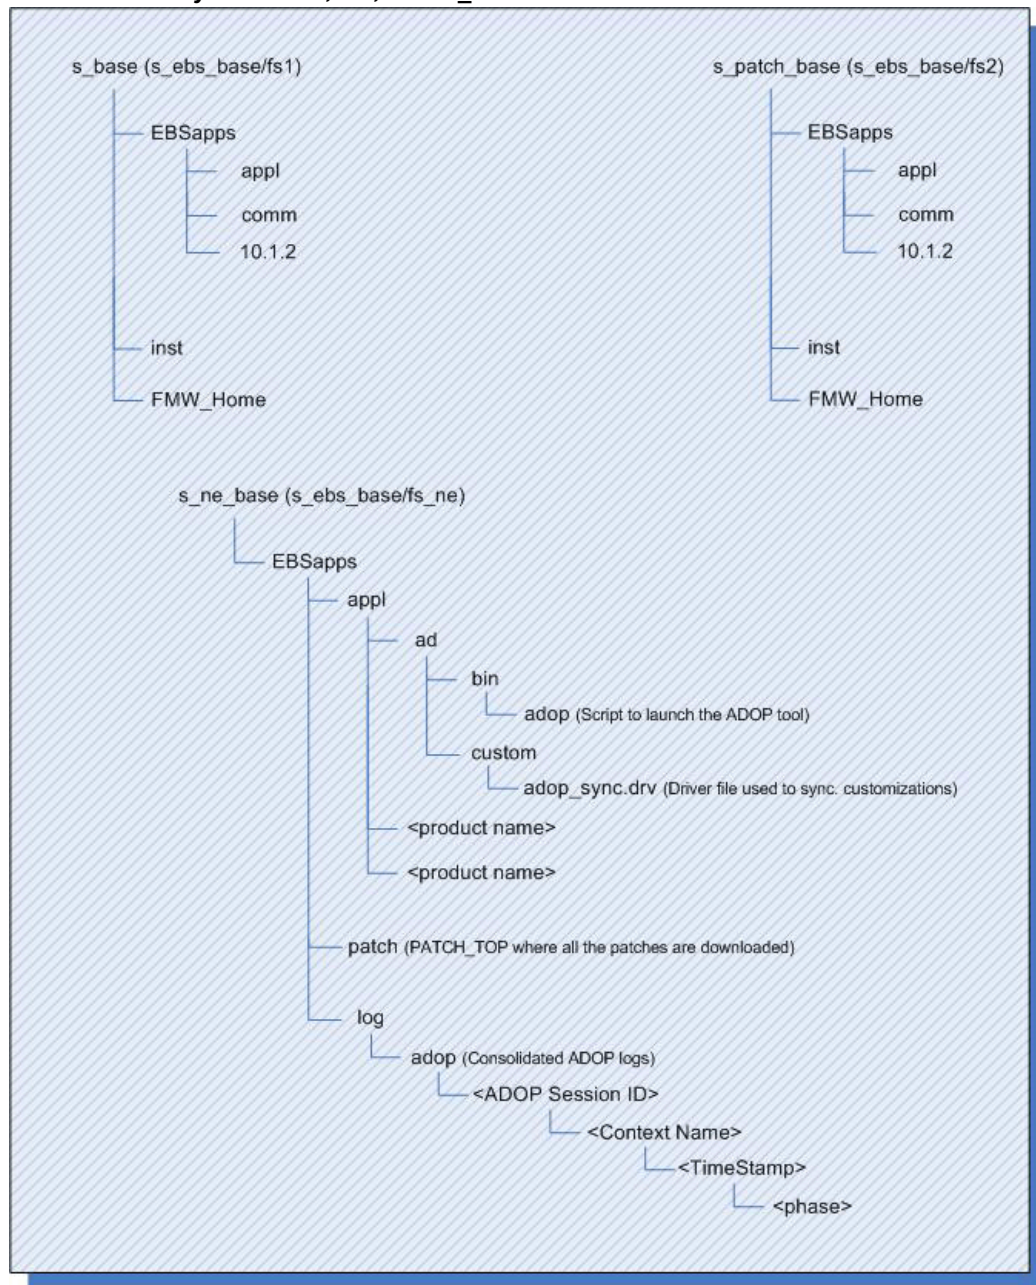 s_base (s_ebs_base/fs1)
EBSapps
appl
comm
10.1.2
inst
FMW_Home
s_patch_base (s_ebs_base/fs2)
EBSapps
appl
comm
10.1.2
inst
FMW_Home
s_ne_base (s_ebs_base/fs_ne)
EBSapps
appl
ad
bin
adop (Script to launch the ADOP tool)
custom
adop_sync.drv (Driver file used to sync. customizations)
<product name>
<product name>
patch (PATCH_TOP where all the patches are downloaded)
log
adop (Consolidated ADOP logs)
<ADOP Session ID>
<Context Name>
<TimeStamp>
<phase>